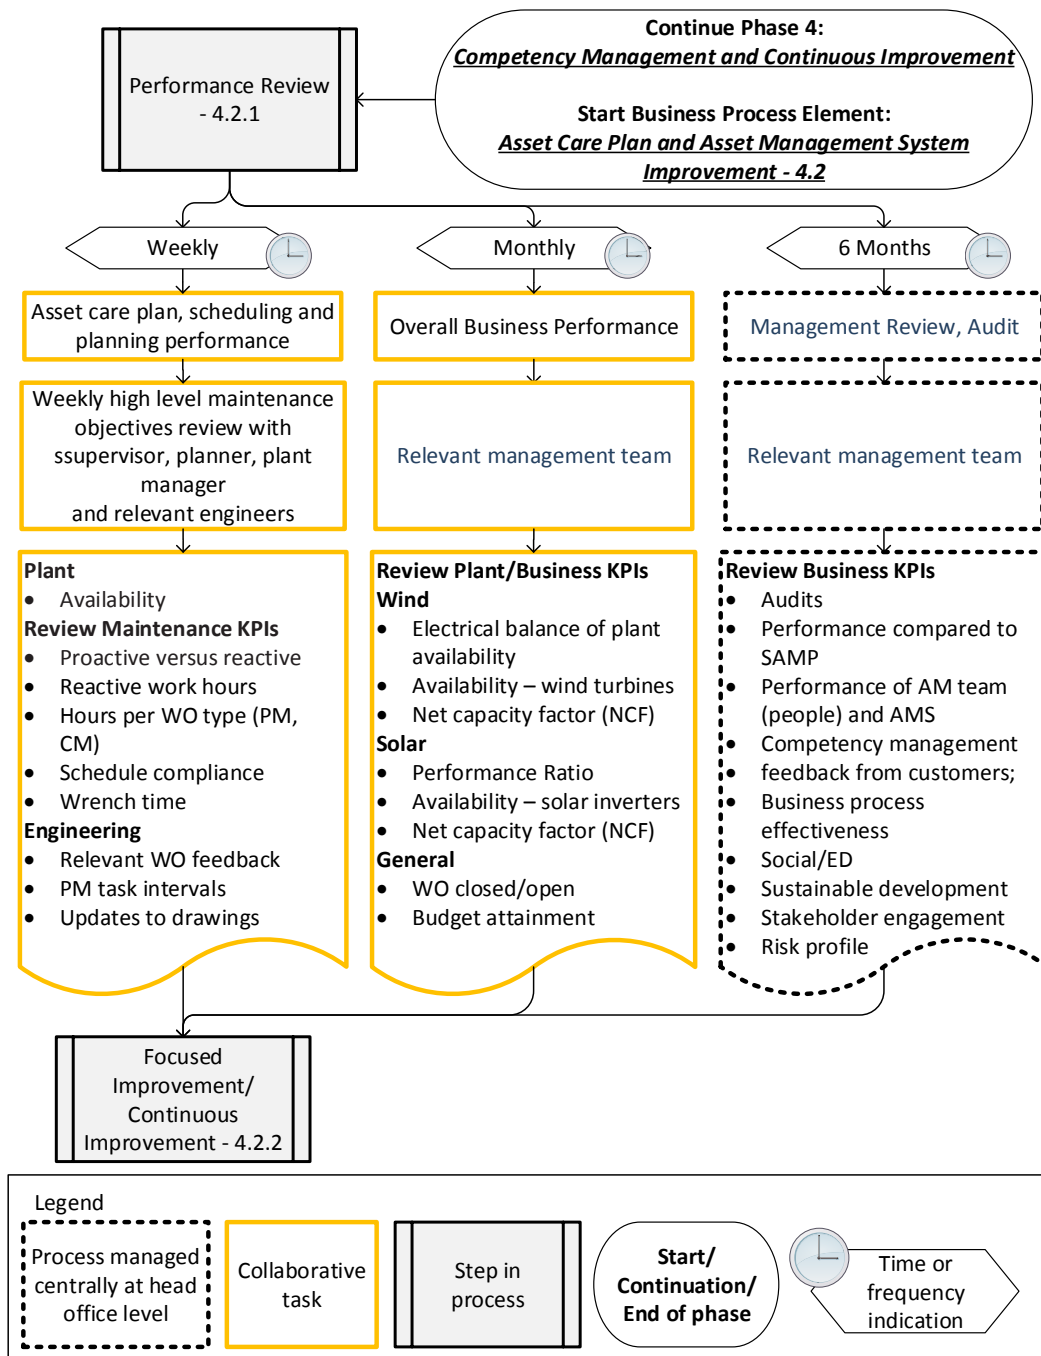 Continue Phase 4:
Competency Management and Continuous Improvement
Start Business Process Element:
Asset Care Plan and Asset Management System
Improvement - 4.2
Performance Review
- 4.2.1
Weekly
Monthly
6 Months
Asset care plan, scheduling and
planning performance
Overall Business Performance
Management Review, Audit
Weekly high level maintenance
objectives review with
ssupervisor, planner, plant
manager
and relevant engineers
Relevant management team
Relevant management team
Plant
• Availability
Review Maintenance KPIs
• Proactive versus reactive
• Reactive work hours
• Hours per WO type (PM,
CM)
• Schedule compliance
• Wrench time
Engineering
• Relevant WO feedback
• PM task intervals
• Updates to drawings
Review Plant/Business KPIs
Wind
• Electrical balance of plant
availability
• Availability – wind turbines
• Net capacity factor (NCF)
Solar
• Performance Ratio
• Availability – solar inverters
• Net capacity factor (NCF)
General
• WO closed/open
• Budget attainment
Review Business KPIs
• Audits
• Performance compared to
SAMP
• Performance of AM team
(people) and AMS
• Competency management
• feedback from customers;
• Business process
effectiveness
• Social/ED
• Sustainable development
• Stakeholder engagement
• Risk profile
Focused
Improvement/
Continuous
Improvement - 4.2.2
Legend
Process managed
centrally at head
office level
Collaborative
task
Step in
process
Start/
Continuation/
End of phase
Time or
frequency
indication